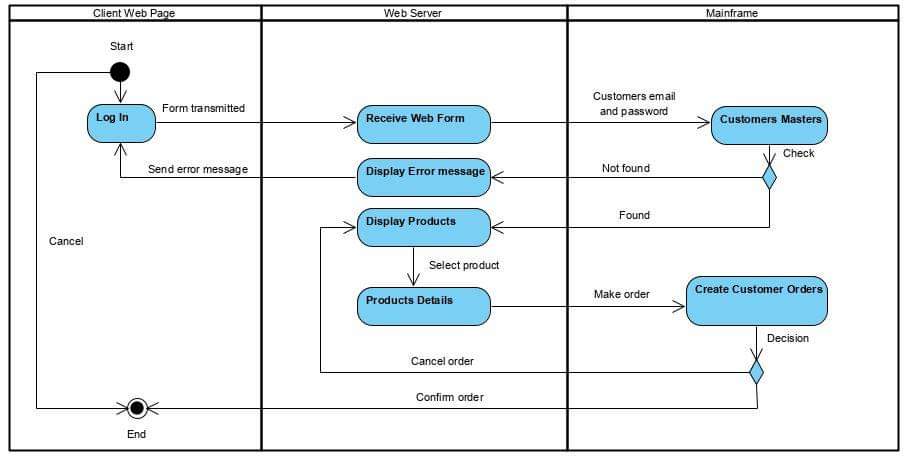 Client Web Page
Web Server
Mainframe
Start
Log In
Form transmitted
Receive Web Form
Customers email
and password
Customers Masters
Check
Send error message
Display Error message
Not found
Display Products
Found
Cancel
Select product
Products Details
Make order
Create Customer Orders
Decision
Cancel order
Confirm order
End